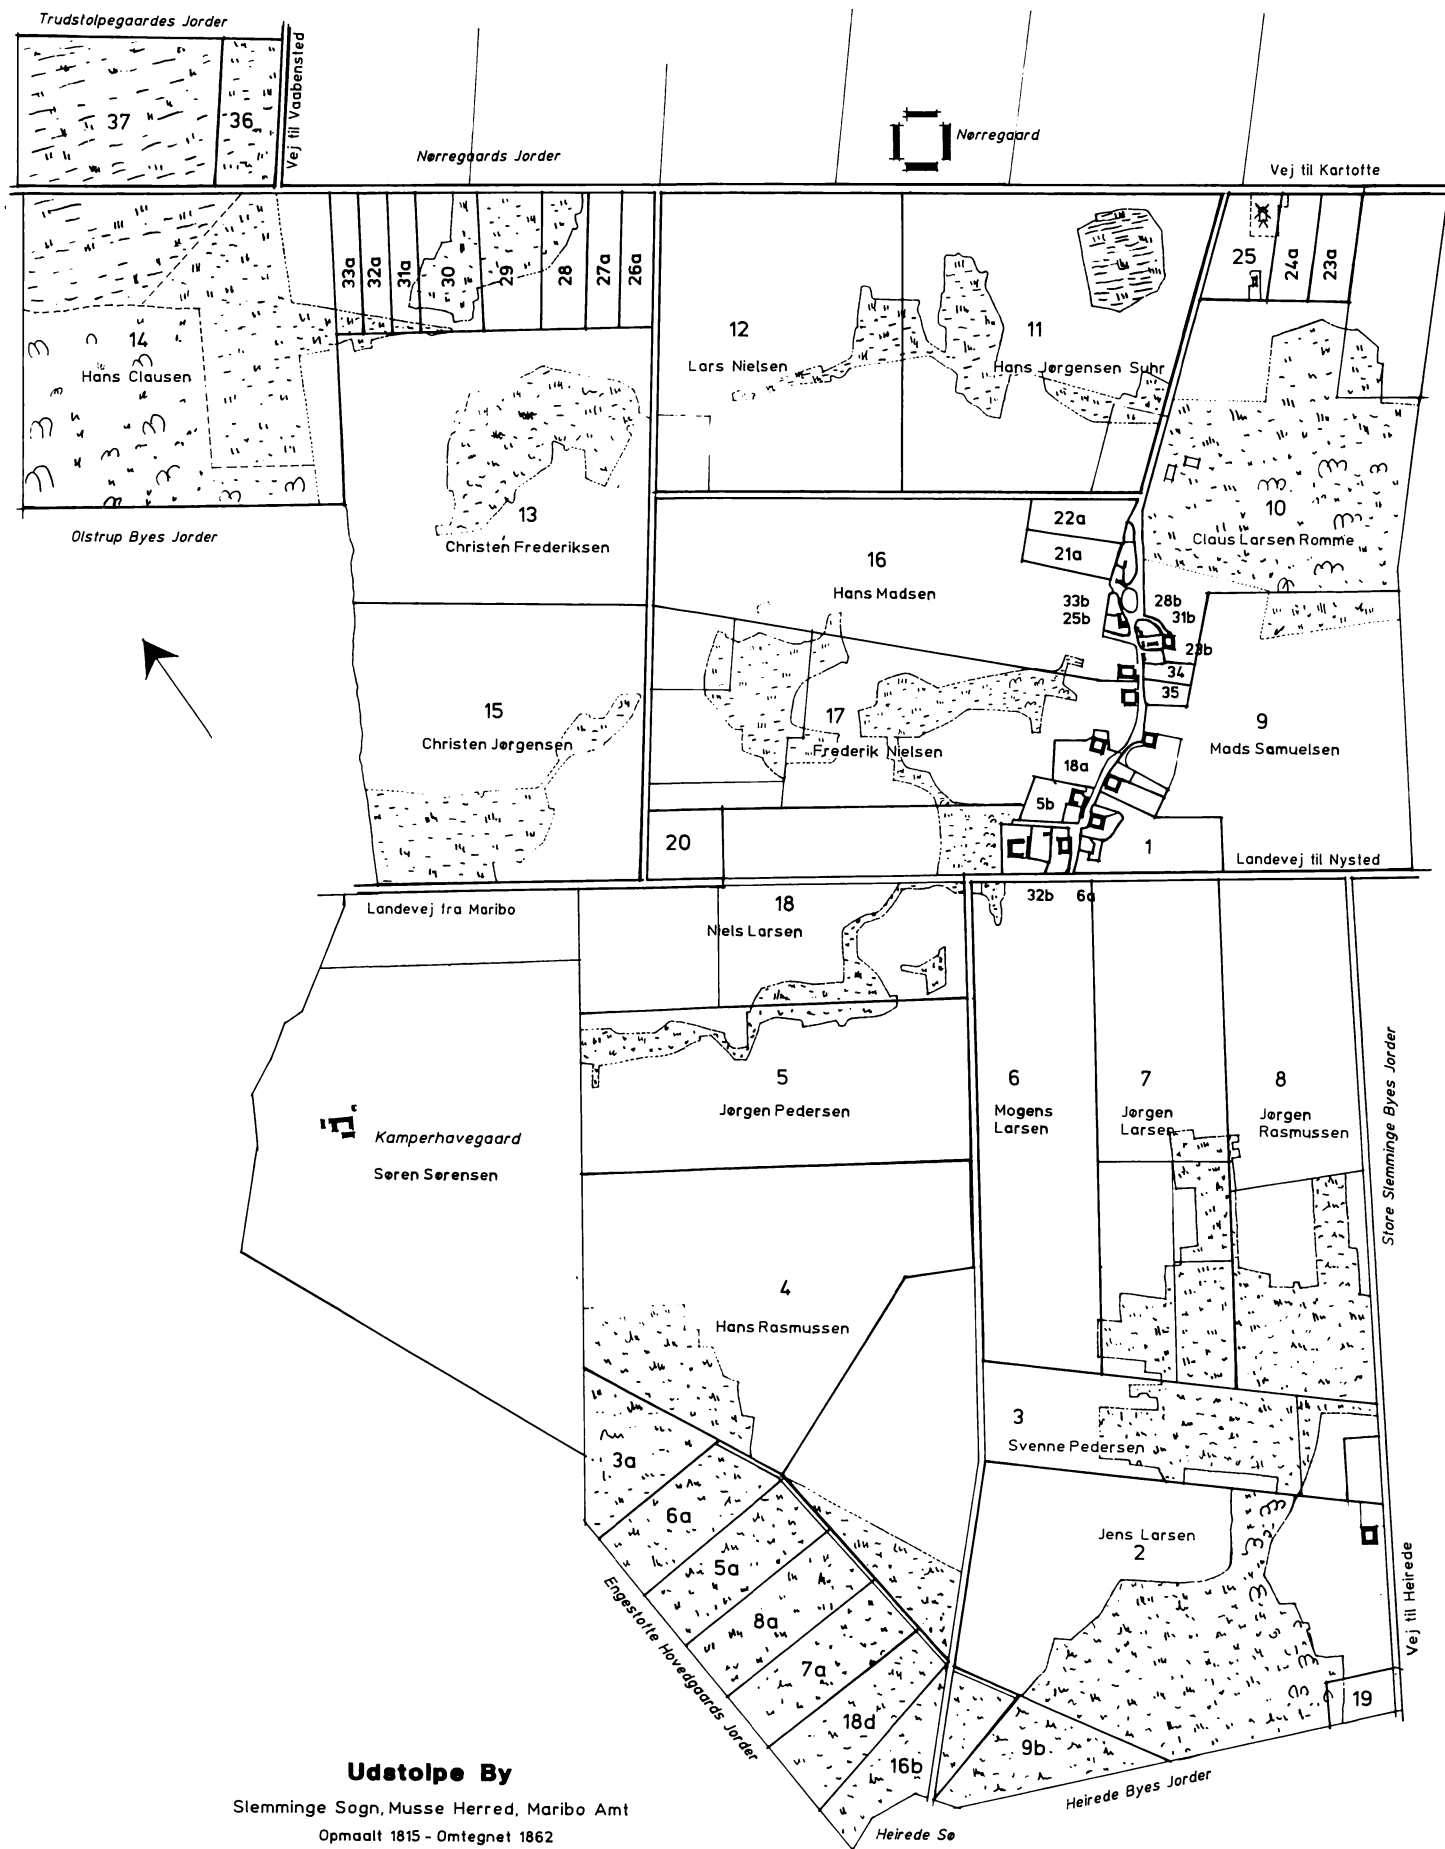 Trudstolpegaardes Jorder
37
36
Vej til Vaabensted
Nørregaards Jorder
Nørregaard
Vej til Kartofte
33a
32a
31a
30
29
28
27a
26a
25
24a
23a
14
Hans Clausen
12
Lars Nielsen
11
Hans Jørgensen Suhr
13
Christen Frederiksen
10
Claus Larsen Romme
Olstrup Byes Jorder
22a
21a
16
Hans Madsen
33b
25b
28b
31b
23b
34
35
15
Christen Jørgensen
17
Frederik Nielsen
9
Mads Samuelsen
18a
5b
20
1
Landevej til Nysted
Landevej fra Maribo
18
Niels Larsen
32b
6a
5
Jørgen Pedersen
6
Mogens
Larsen
7
Jørgen
Larsen
8
Jørgen
Rasmussen
Store Slemminge Byes Jorder
Kamperhavegaard
Søren Sørensen
4
Hans Rasmussen
3
Svenne Pedersen
3a
6a
5a
8a
7a
18d
16b
9b
Jens Larsen
2
19
Vej til Heirede
Engestofte Hovedgaards Jorder
Heirede Byes Jorder
Heirede Sø
Udstolpe By
Slemminge Sogn, Musse Herred, Maribo Amt
Opmaalt 1815 - Omtegnet 1862